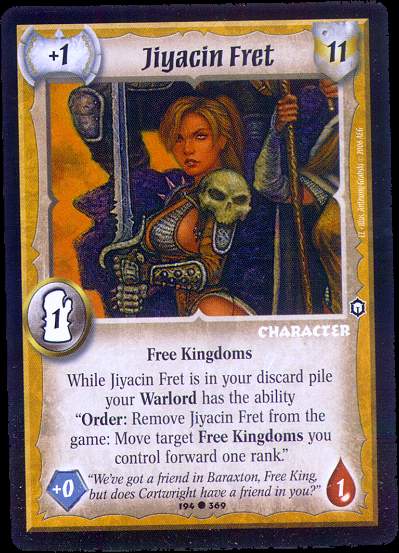 +1
Jiyacin Fret
11
1
CHARACTER
Free Kingdoms
While Jiyacin Fret is in your discard pile
your Warlord has the ability
“Order: Remove Jiyacin Fret from the
game: Move target Free Kingdoms you
control forward one rank.”
“We've got a friend in Baraxton, Free King,
but does Cortwright have a friend in you?”
+0
1
194 ● 369